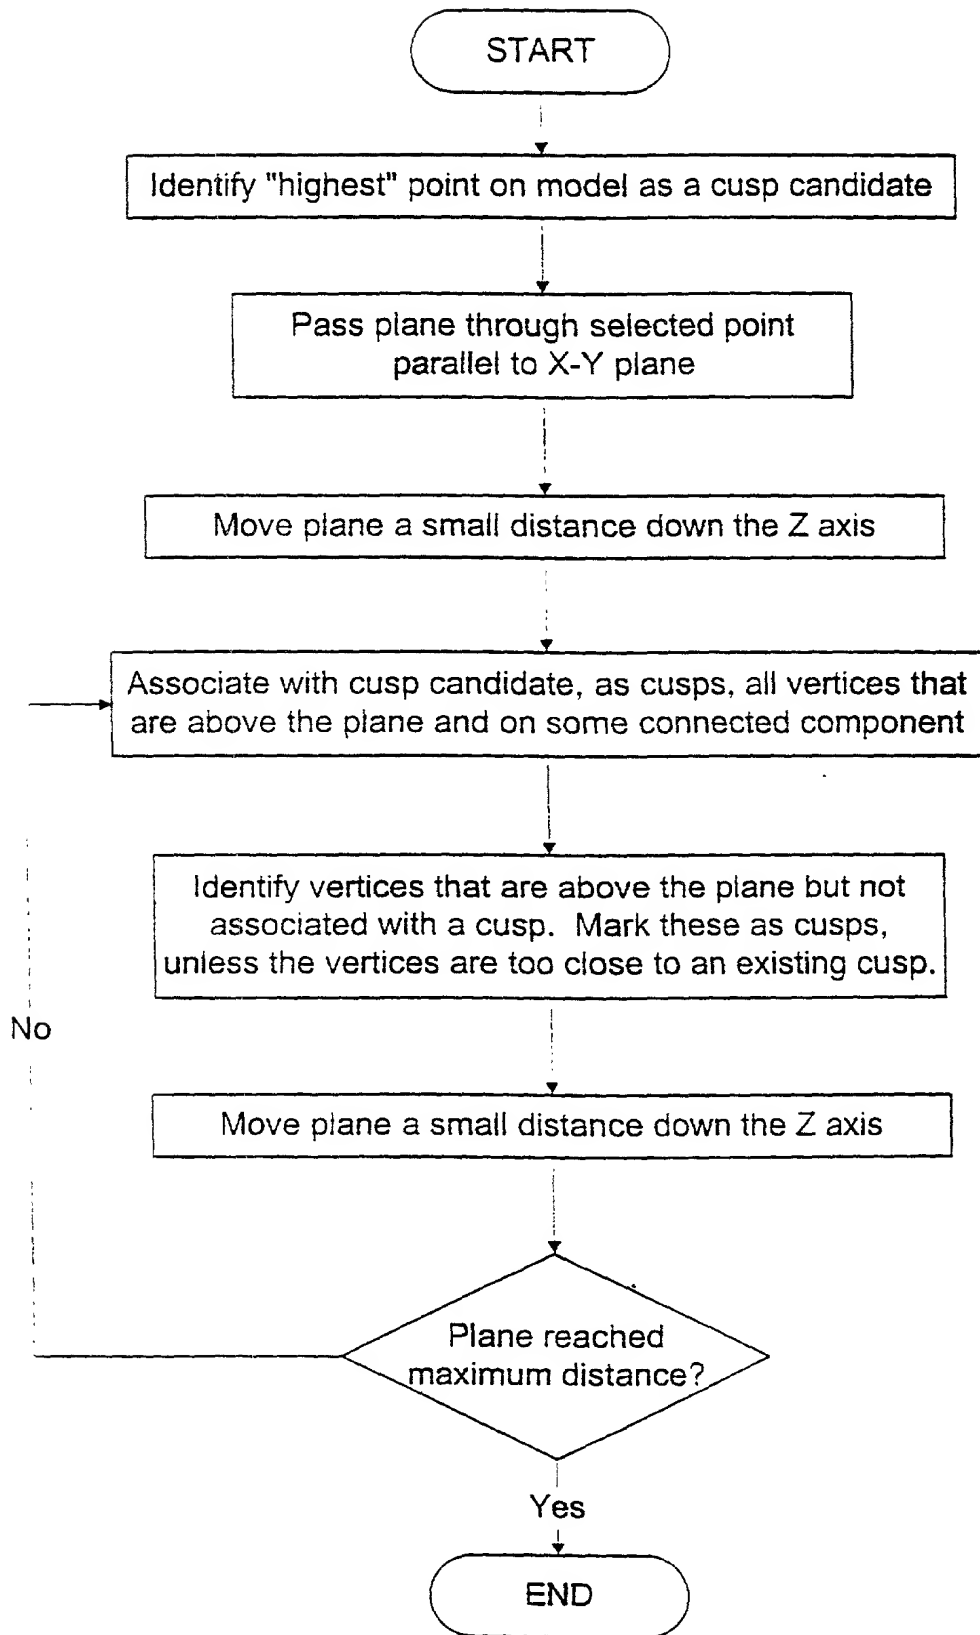 START
Identify "highest" point on model as a cusp candidate
Pass plane through selected point
parallel to X-Y plane
Move plane a small distance down the Z axis
Associate with cusp candidate, as cusps, all vertices that
are above the plane and on some connected component
Identify vertices that are above the plane but not
associated with a cusp. Mark these as cusps,
unless the vertices are too close to an existing cusp.
No
Move plane a small distance down the Z axis
Plane reached
maximum distance?
Yes
END